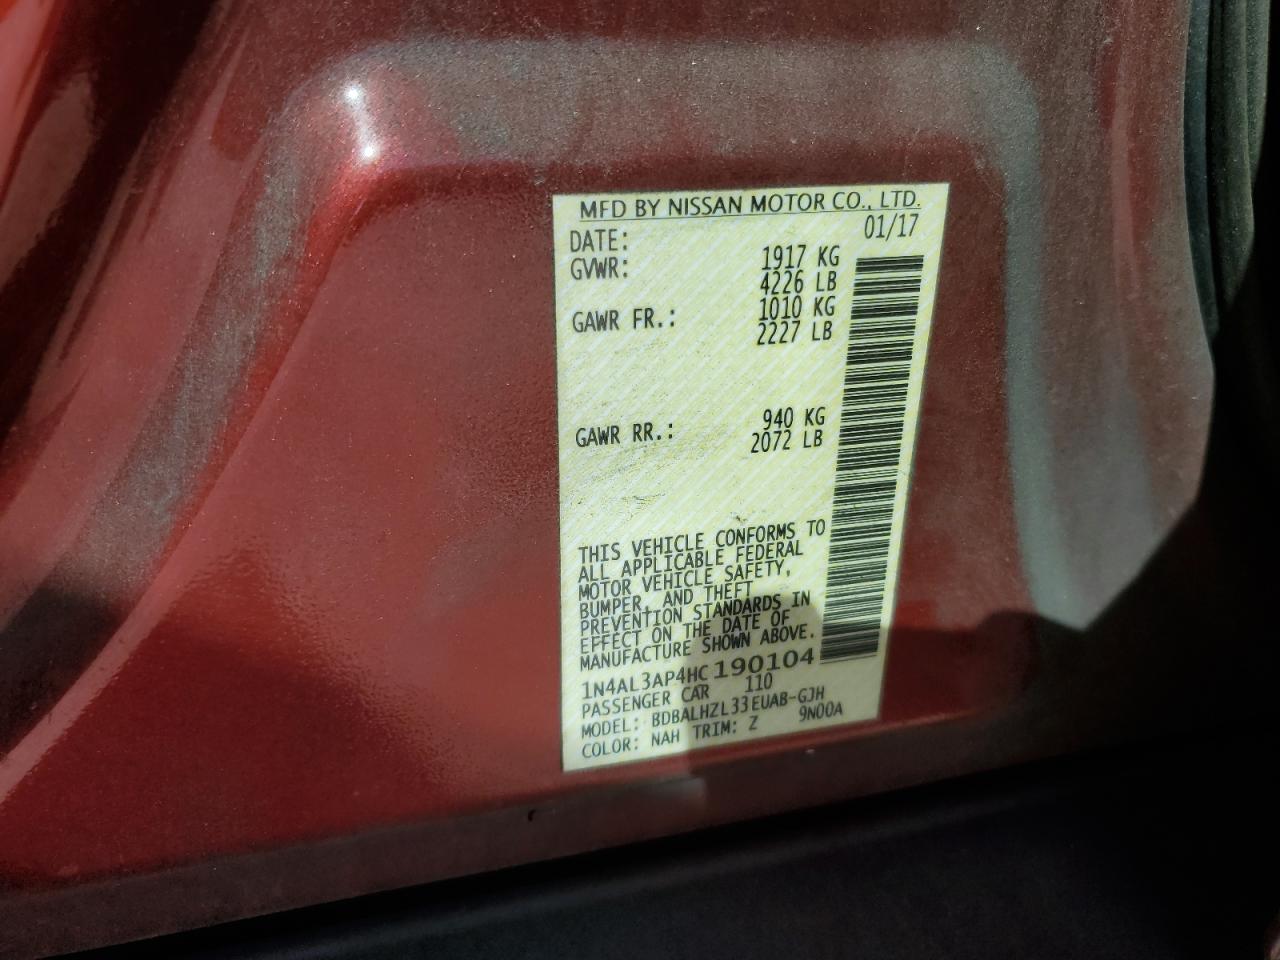 MFD BY NISSAN MOTOR CO., LTD.
DATE: 01/17
GVWR: 1917 KG
4226 LB
GAWR FR.: 1010 KG
2227 LB
GAWR RR.: 940 KG
2072 LB
THIS VEHICLE CONFORMS TO
ALL APPLICABLE FEDERAL
MOTOR VEHICLE SAFETY,
BUMPER, AND THEFT
PREVENTION STANDARDS IN
EFFECT ON THE DATE OF
MANUFACTURE SHOWN ABOVE.
1N4AL3AP4HC190104
PASSENGER CAR 110
MODEL: BDBALHZL33EUAB-GJH
COLOR: NAH TRIM: Z 9N00A